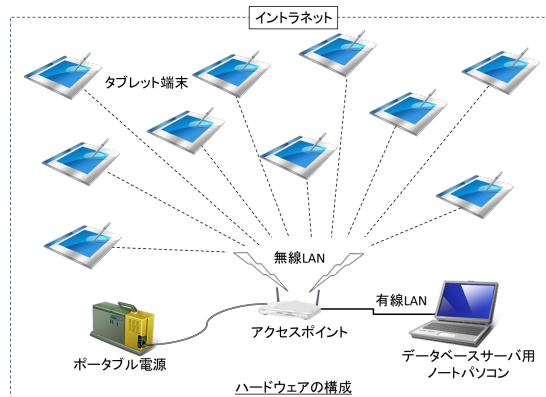 イントラネット
タブレット端末
無線LAN
有線LAN
アクセスポイント
ポータブル電源
データベースサーバ用
ノートパソコン
ハードウェアの構成